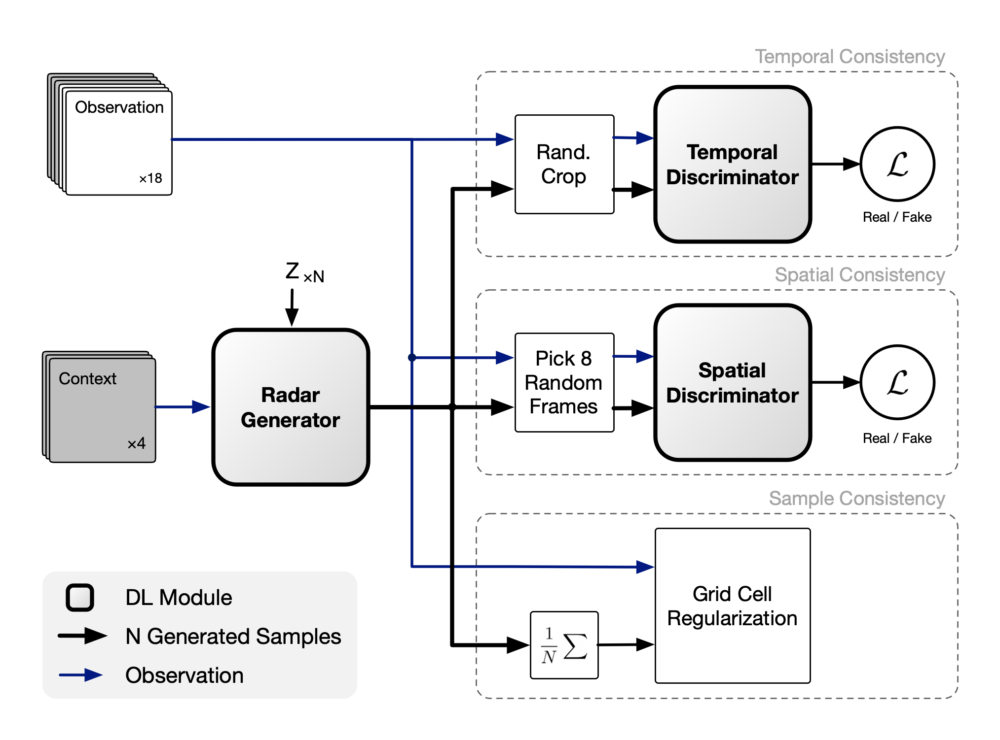 Temporal Consistency
Observation
×18
Rand.
Crop
Temporal
Discriminator
ℒ
Real / Fake
Z ×N
Spatial Consistency
Context
×4
Radar
Generator
Pick 8
Random
Frames
Spatial
Discriminator
ℒ
Real / Fake
Sample Consistency
1/N ∑
Grid Cell
Regularization
DL Module
N Generated Samples
Observation